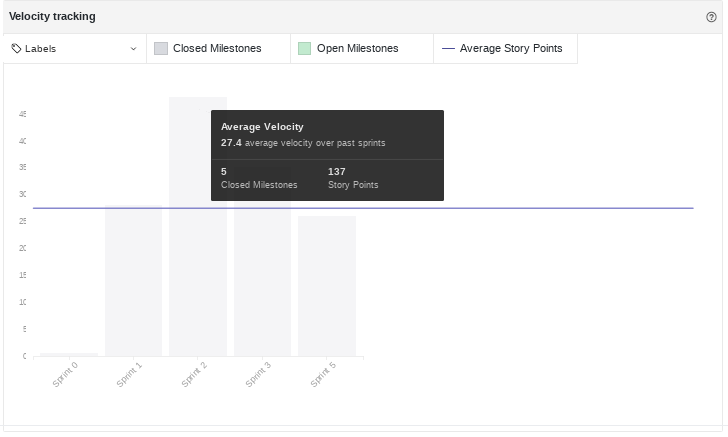 Velocity tracking
Labels
Closed Milestones
Open Milestones
Average Story Points
45
40
35
30
25
20
15
10
5
0
Average Velocity
27.4 average velocity over past sprints
5
137
Closed Milestones
Story Points
Sprint 0
Sprint 1
Sprint 2
Sprint 3
Sprint 5